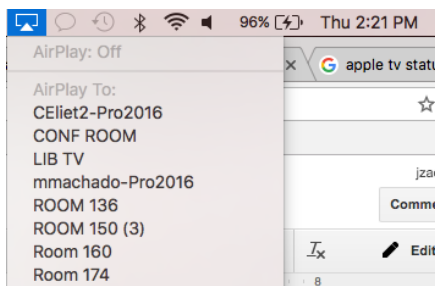 96% Thu 2:21 PM
AirPlay: Off
apple tv statu
AirPlay To:
CEliet2-Pro2016
CONF ROOM
LIB TV
mmachado-Pro2016
ROOM 136
ROOM 150 (3)
Room 160
Room 174
jza
Comme
Edit
8